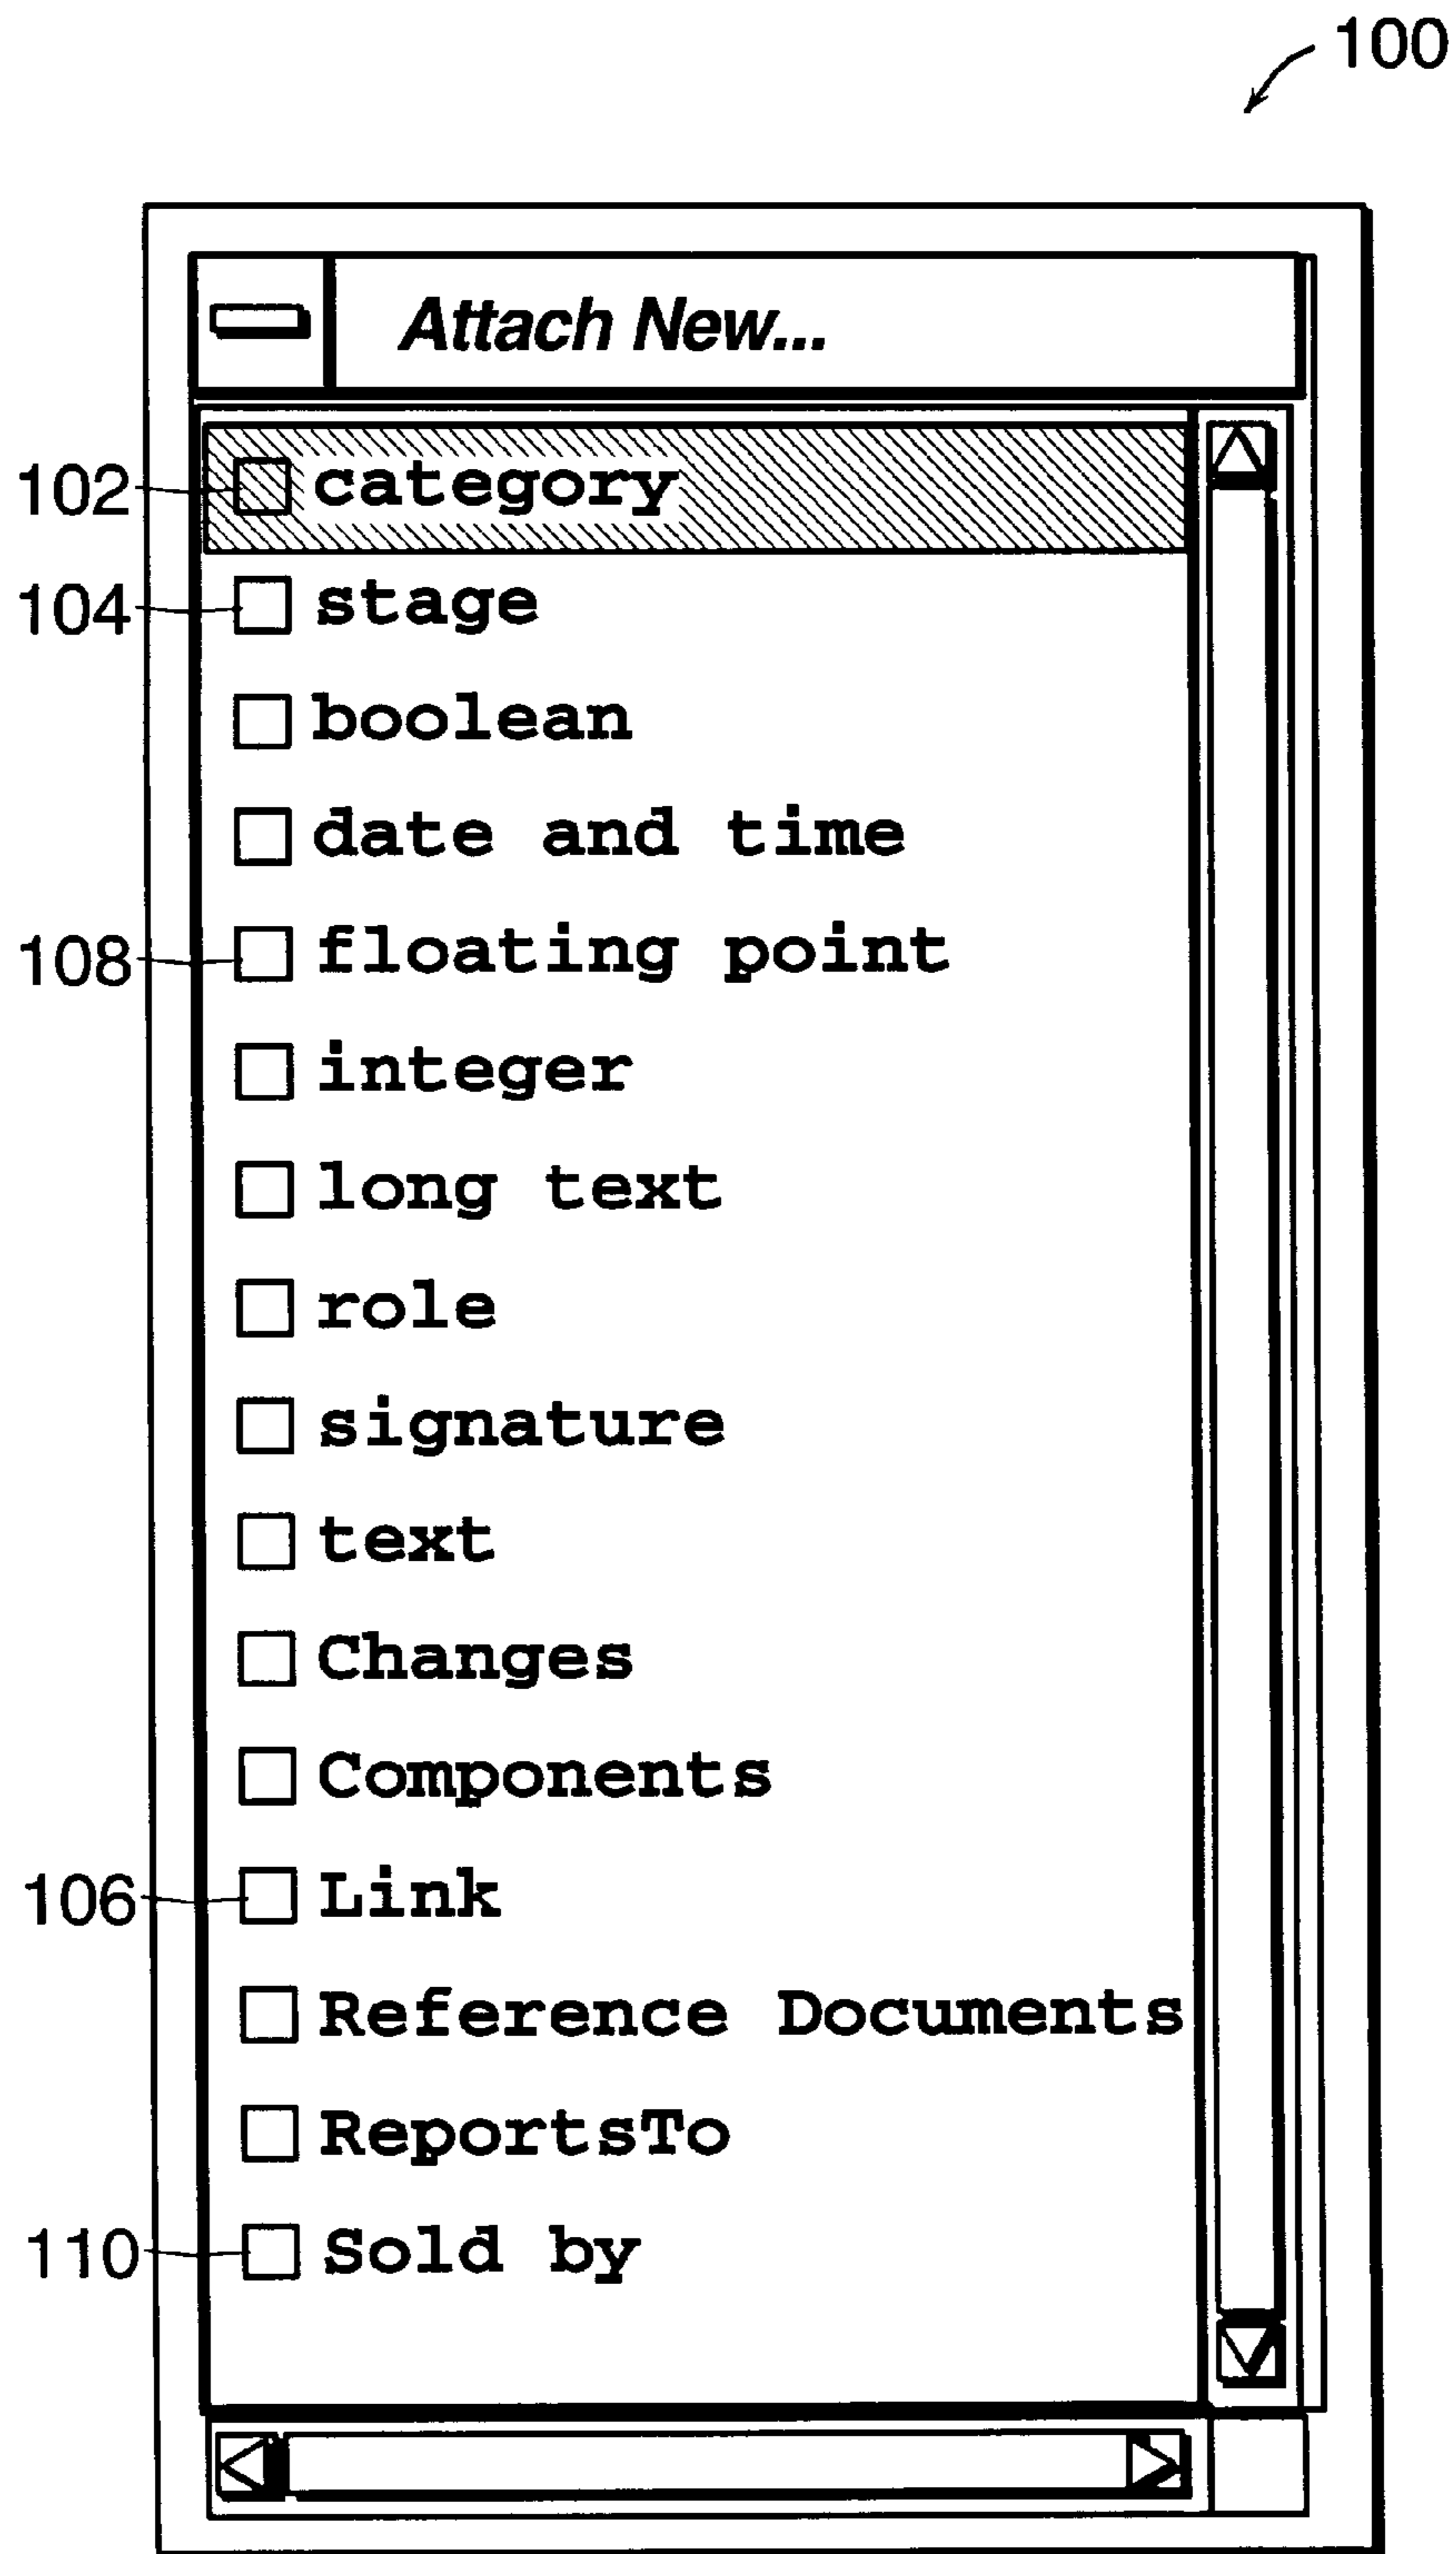 100
Attach New...
102 category
104 stage
boolean
date and time
108 floating point
integer
long text
role
signature
text
Changes
Components
106 Link
Reference Documents
ReportsTo
110 Sold by